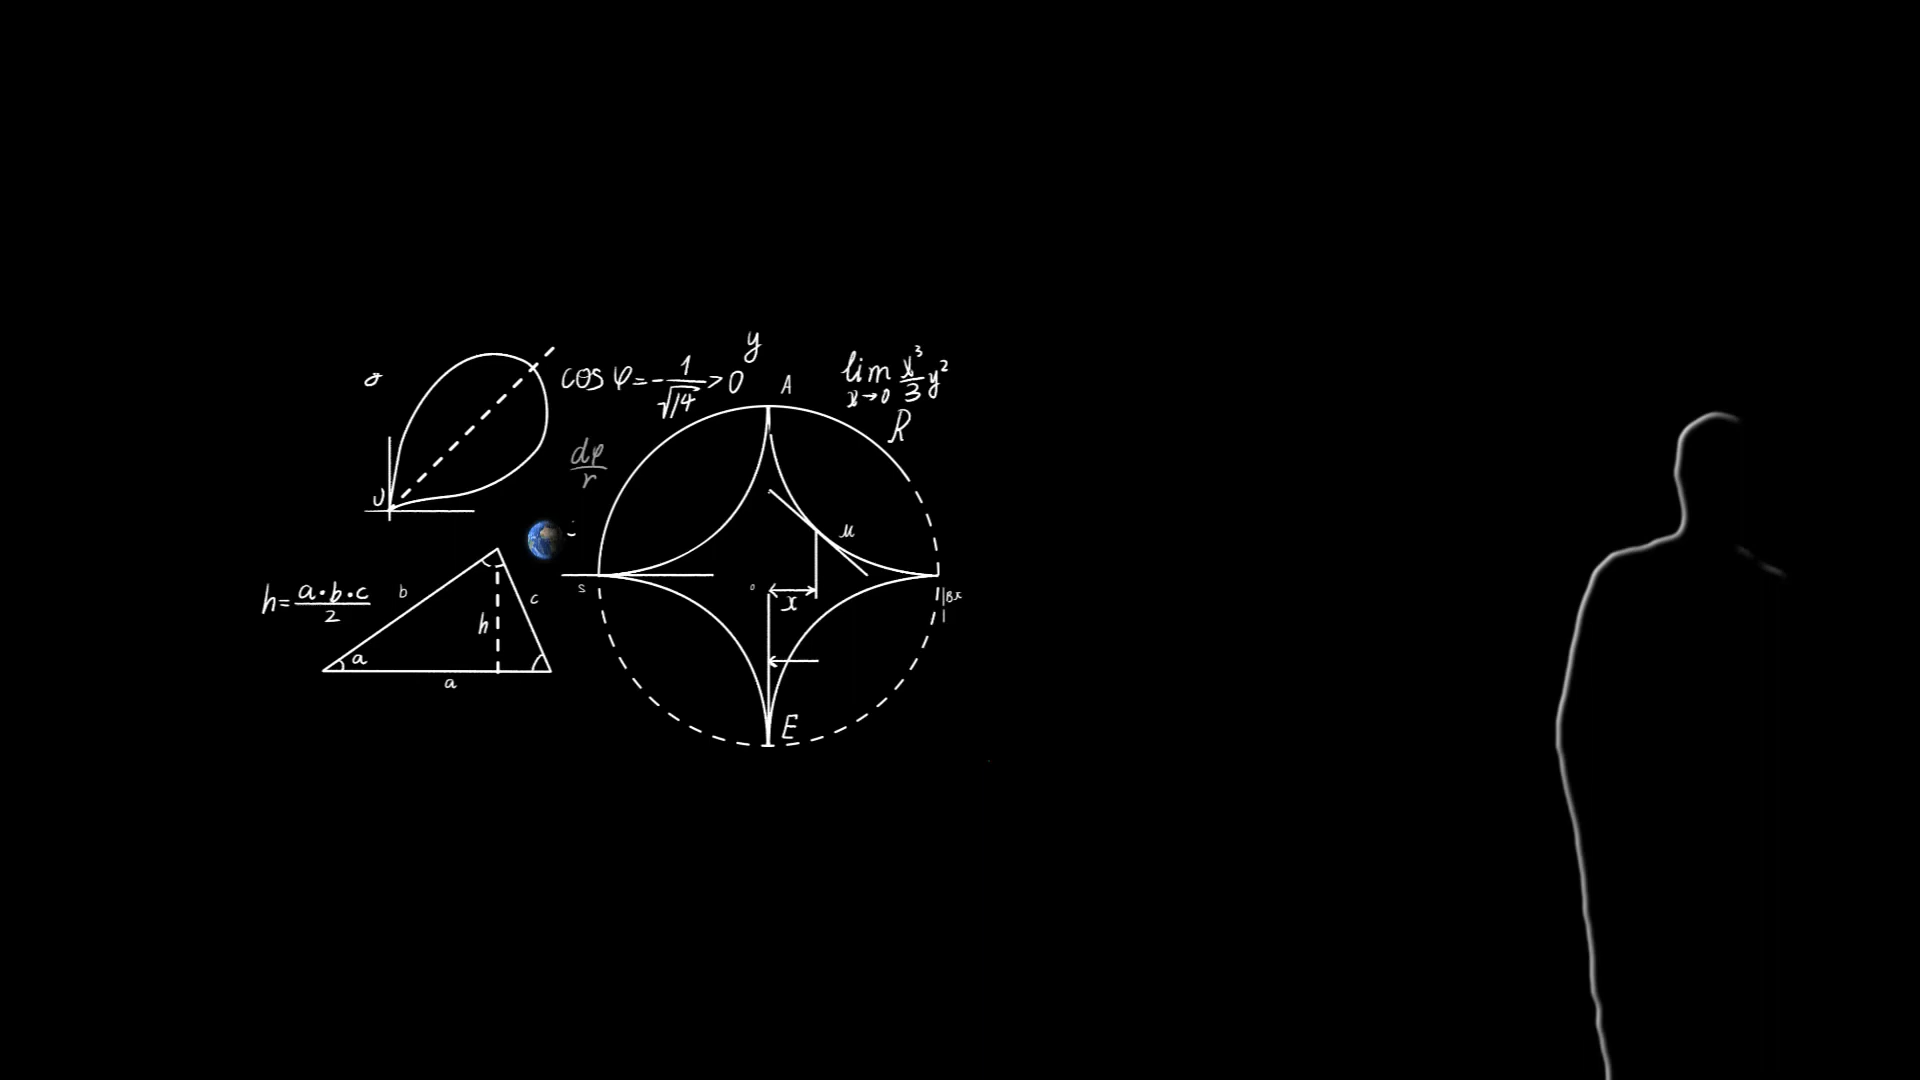 y
cos φ = -1/√14 > 0
A
lim x→0 x³/3 y²
R
dφ/r
M
h = a·b·c/2
b
c
S
x
h
a
a
E